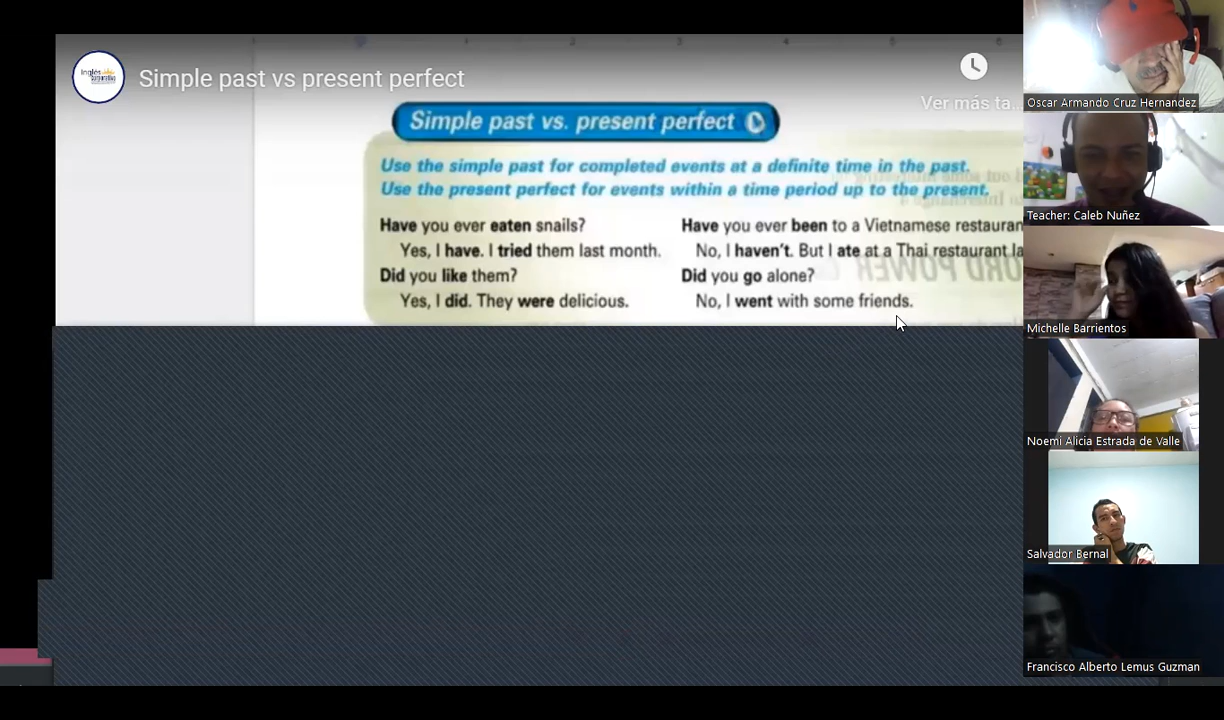 Simple past vs present perfect
Ver más ta...
Simple past vs. present perfect
Use the simple past for completed events at a definite time in the past.
Use the present perfect for events within a time period up to the present.
Have you ever eaten snails?
Yes, I have. I tried them last month.
Did you like them?
Yes, I did. They were delicious.
Have you ever been to a Vietnamese restauran
No, I haven't. But I ate at a Thai restaurant la
Did you go alone?
No, I went with some friends.
Oscar Armando Cruz Hernandez
Teacher: Caleb Nuñez
Michelle Barrientos
Noemi Alicia Estrada de Valle
Salvador Bernal
Francisco Alberto Lemus Guzman